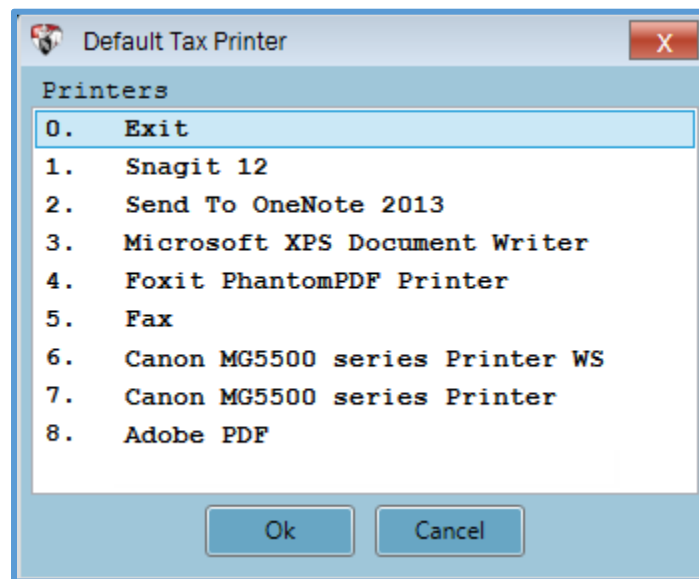 Default Tax Printer
X
Printers
0. Exit
1. Snagit 12
2. Send To OneNote 2013
3. Microsoft XPS Document Writer
4. Foxit PhantomPDF Printer
5. Fax
6. Canon MG5500 series Printer WS
7. Canon MG5500 series Printer
8. Adobe PDF
Ok Cancel